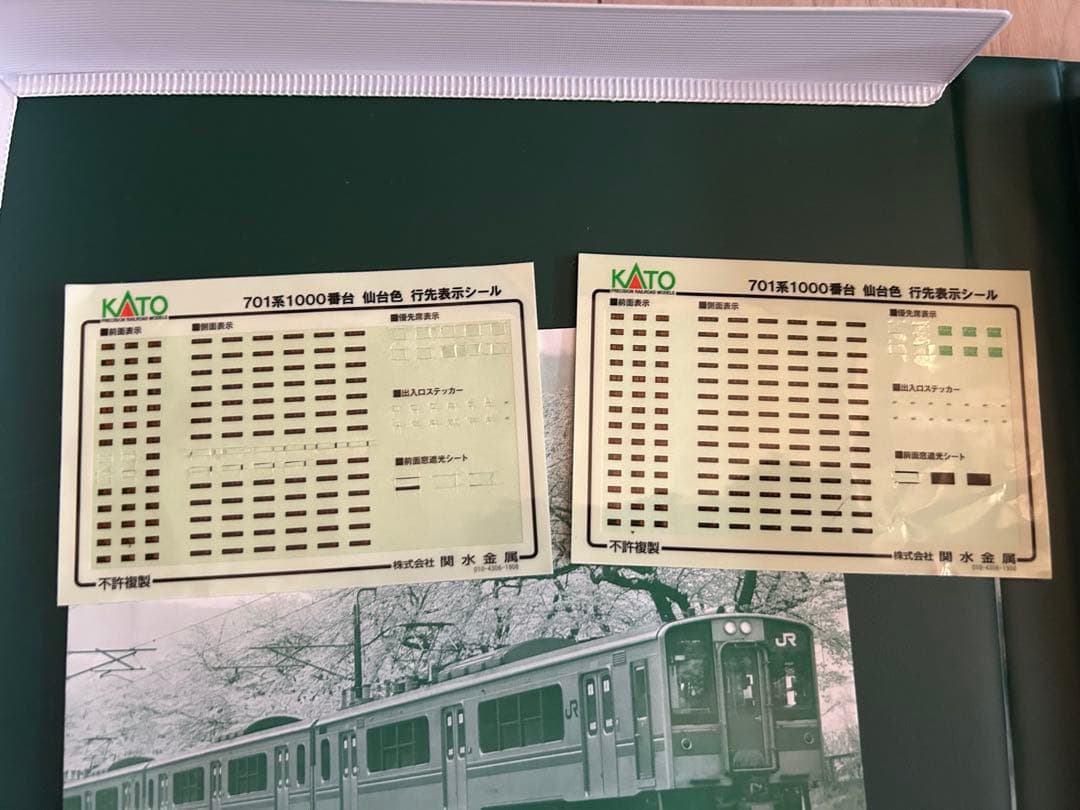 KATO
PRECISION RAILROAD MODELS
701系1000番台 仙台色 行先表示シール
■前面表示
■側面表示
■優先席表示
■出入口ステッカー
■前面窓遮光シート
不許複製
株式会社 関水金属
KATO
PRECISION RAILROAD MODELS
701系1000番台 仙台色 行先表示シール
■前面表示
■側面表示
■優先席表示
■出入口ステッカー
■前面窓遮光シート
不許複製
株式会社 関水金属
JR
JR